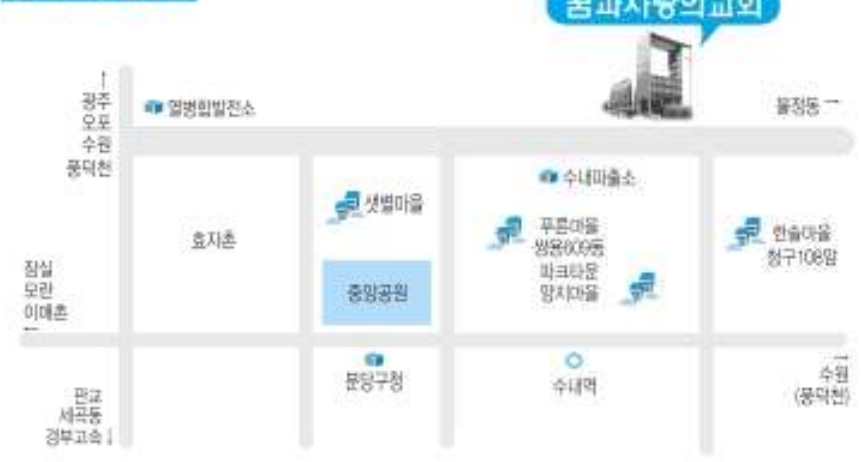 꿈과사랑의교회
↑
광주
오포
수원
풍덕천
열병합발전소
불정동 →
수내파출소
샛별마을
효자촌
푸른마을
쌍용609동
파크타운
양지마을
한솔마을
청구108앞
잠실
모란
이매촌
←
중앙공원
분당구청
수내역
→
수원
(풍덕천)
판교
세곡동
경부고속 ↓